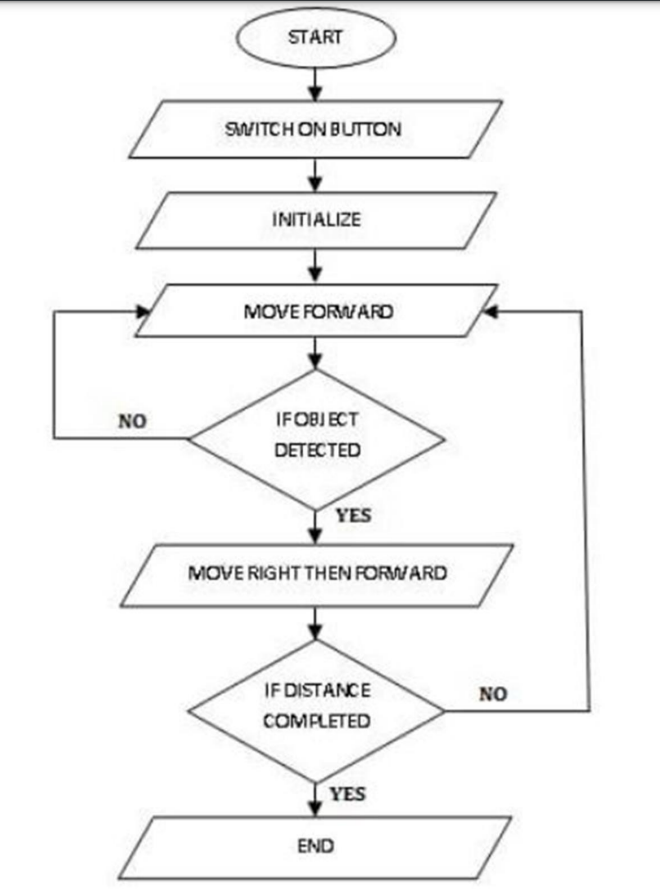 START
SWITCH ON BUTTON
INITIALIZE
MOVE FORWARD
IF OBJECT
DETECTED
NO
YES
MOVE RIGHT THEN FORWARD
IF DISTANCE
COMPLETED
NO
YES
END